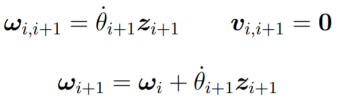 ω_{i,i+1} = θ̇_{i+1} z_{i+1}    v_{i,i+1} = 0
ω_{i+1} = ω_i + θ̇_{i+1} z_{i+1}